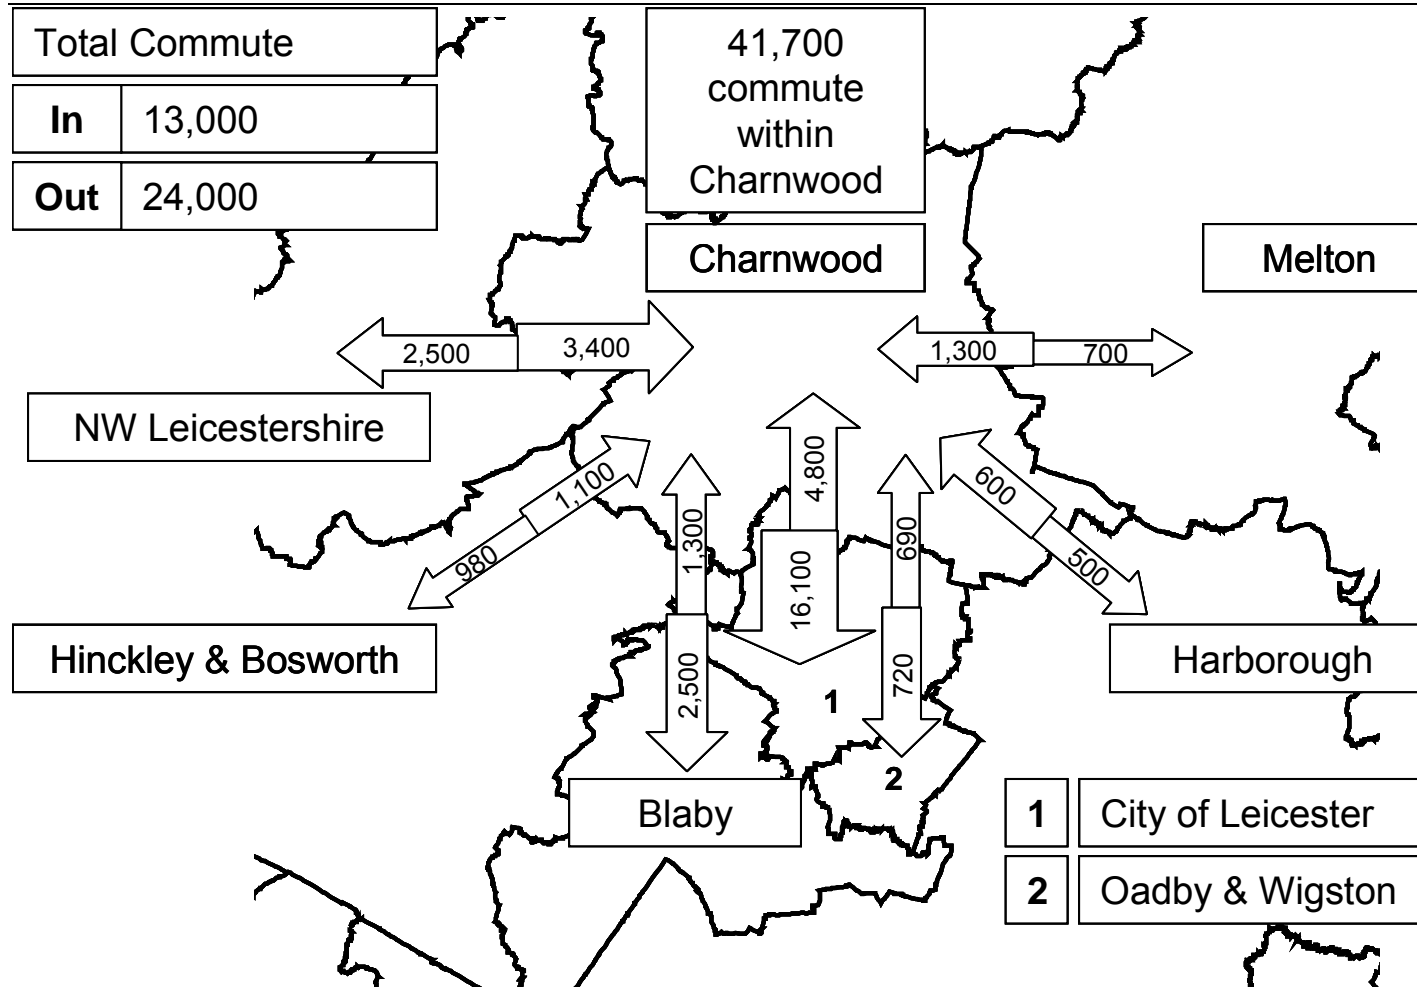 Total Commute
In 13,000
Out 24,000
41,700
commute
within
Charnwood
Charnwood
Melton
2,500 3,400
1,300 700
NW Leicestershire
1,100
980
1,300
2,500
4,800
16,100
690
720
600
500
Hinckley & Bosworth
Harborough
1
2
Blaby
1 City of Leicester
2 Oadby & Wigston